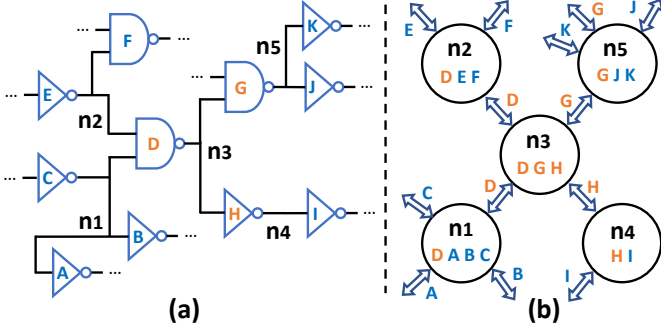 ... F ...
... E n2
D
... C
n1
B ...
A ...
... G n5
K ...
J ...
n3
H n4 I ...
(a)
E F
n2
D E F
D
K G J
n5
G J K
G
n3
D G H
D H
C
n1
D A B C
A B
n4
H I
I
(b)